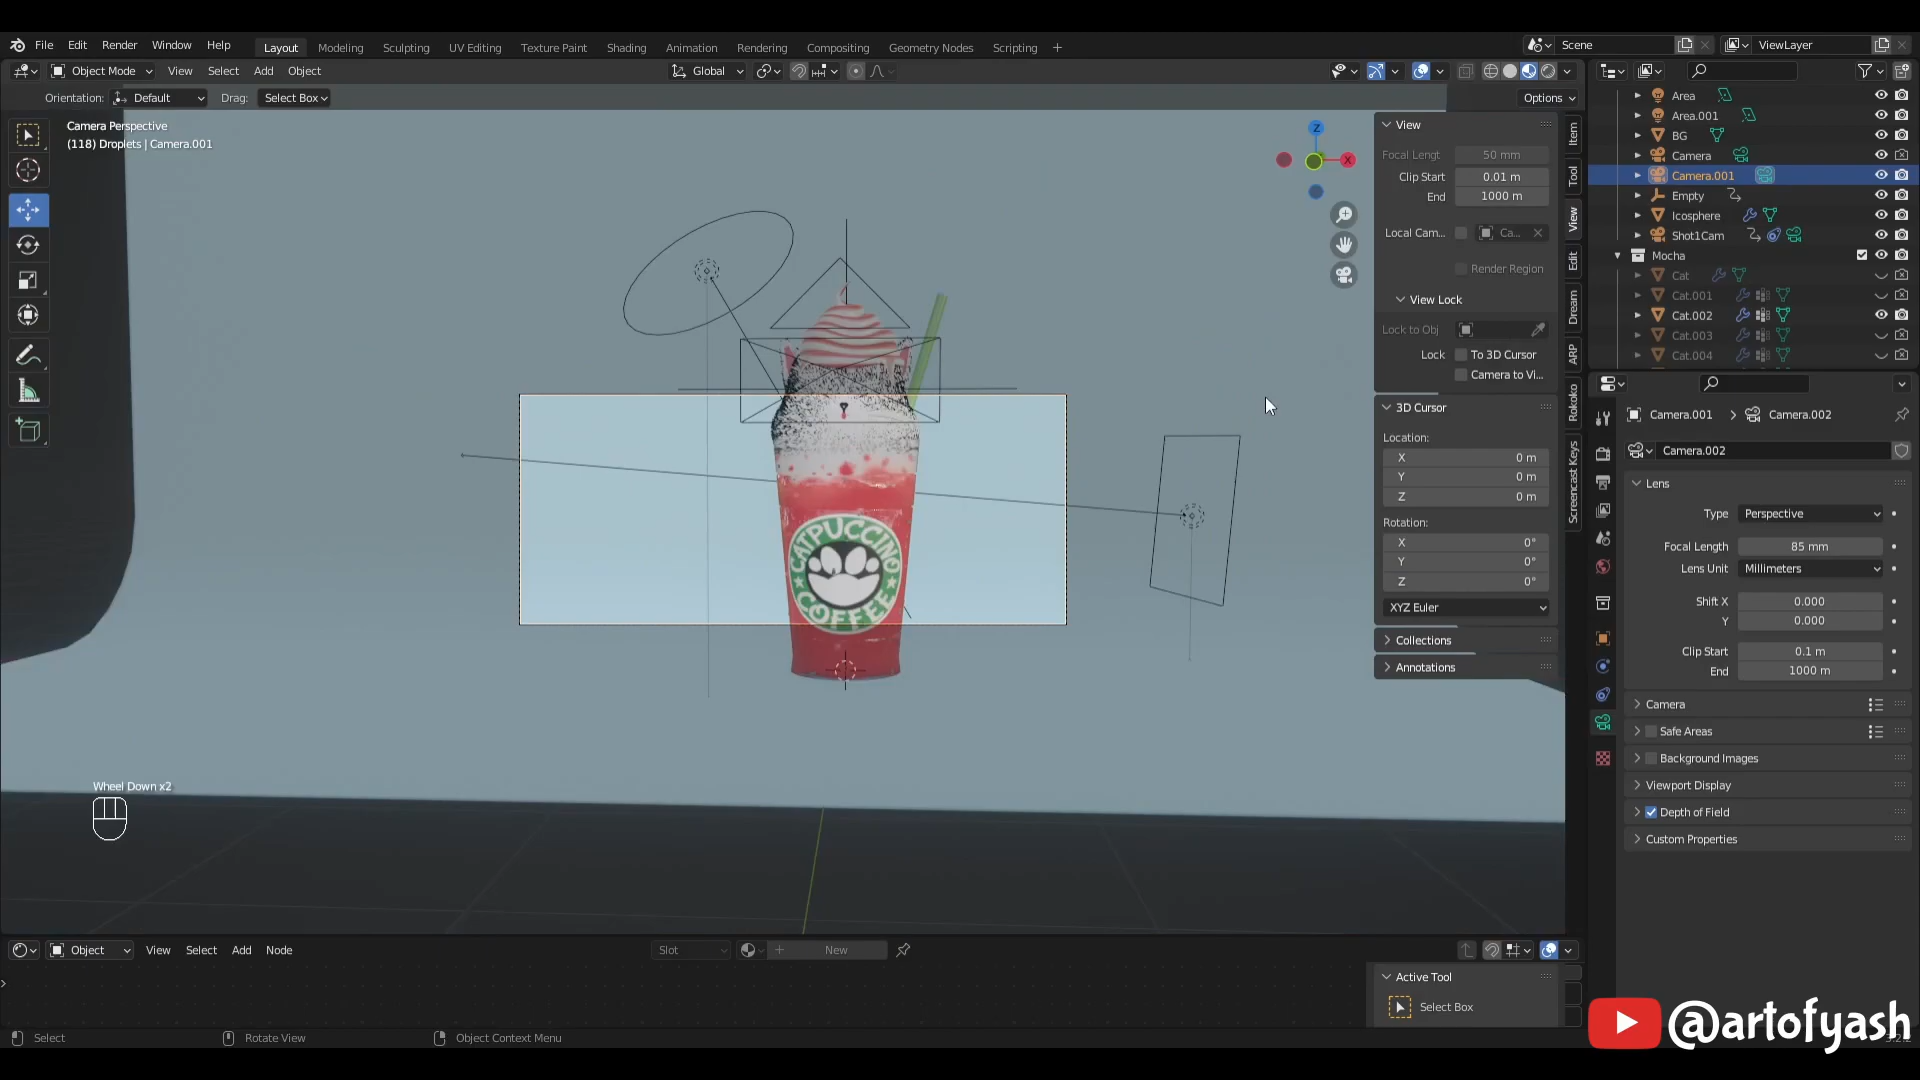 File Edit Render Window Help Layout Modeling Sculpting UV Editing Texture Paint Shading Animation Rendering Compositing Geometry Nodes Scripting + Scene ViewLayer
Object Mode View Select Add Object Global
Orientation: Default Drag: Select Box Options
Camera Perspective
(118) Droplets | Camera.001
Z
X
View
Focal Lengt 50 mm
Clip Start 0.01 m
End 1000 m
Local Cam... Ca...
Render Region
View Lock
Lock to Obj
Lock To 3D Cursor
Camera to Vi...
3D Cursor
Location:
X 0 m
Y 0 m
Z 0 m
Rotation:
X 0°
Y 0°
Z 0°
XYZ Euler
Collections
Annotations
Item
Tool
View
Edit
Dream
ARP
Rokoko
Screencast Keys
Area
Area.001
BG
Camera
Camera.001
Empty
Icosphere
Shot1Cam
Mocha
Cat
Cat.001
Cat.002
Cat.003
Cat.004
Camera.001 Camera.002
Camera.002
Lens
Type Perspective
Focal Length 85 mm
Lens Unit Millimeters
Shift X 0.000
Y 0.000
Clip Start 0.1 m
End 1000 m
Camera
Safe Areas
Background Images
Viewport Display
Depth of Field
Custom Properties
CATPUCCINO
COFFEE
Wheel Down x2
Object View Select Add Node Slot New
Active Tool
Select Box
Select Rotate View Object Context Menu
@artofyash